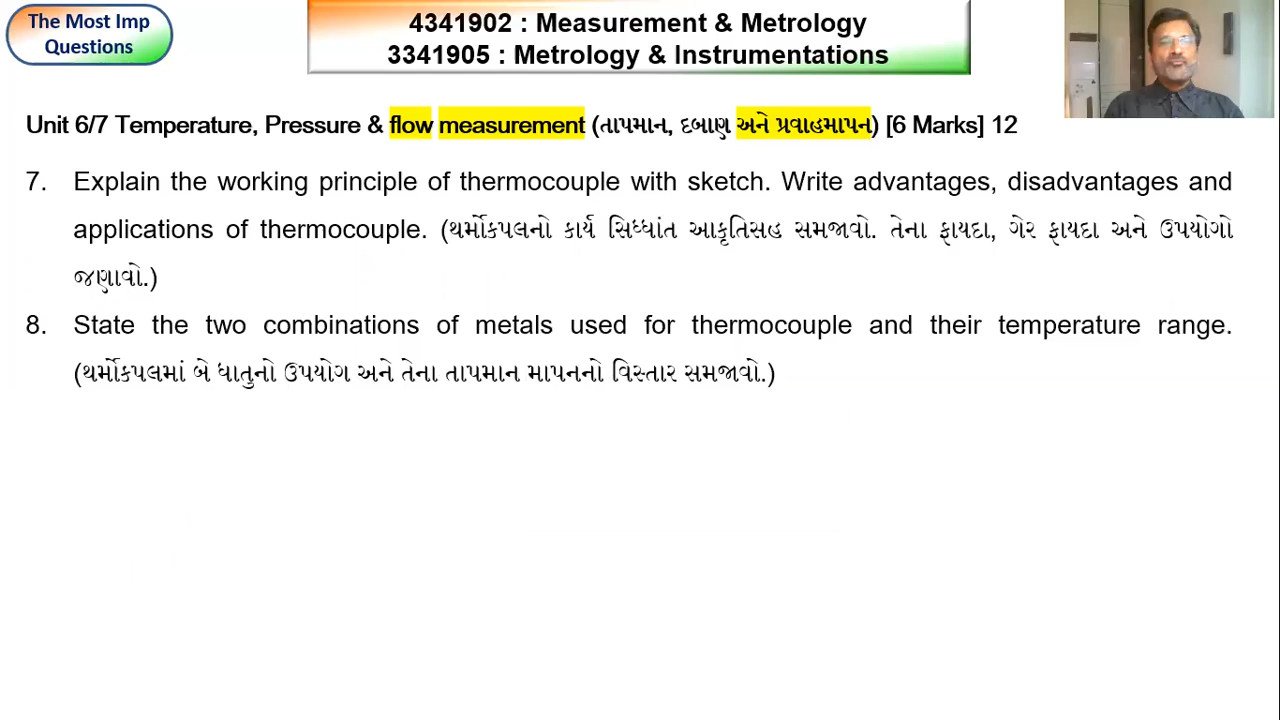 The Most Imp
Questions
4341902 : Measurement & Metrology
3341905 : Metrology & Instrumentations
Unit 6/7 Temperature, Pressure & flow measurement (તાપમાન, દબાણ અને પ્રવાહમાપન) [6 Marks] 12
7. Explain the working principle of thermocouple with sketch. Write advantages, disadvantages and
applications of thermocouple. (થર્મોકપલનો કાર્ય સિધ્ધાંત આકૃતિસહ સમજાવો. તેના ફાયદા, ગેર ફાયદા અને ઉપયોગો
જણાવો.)
8. State the two combinations of metals used for thermocouple and their temperature range.
(થર્મોકપલમાં બે ધાતુનો ઉપયોગ અને તેના તાપમાન માપનનો વિસ્તાર સમજાવો.)